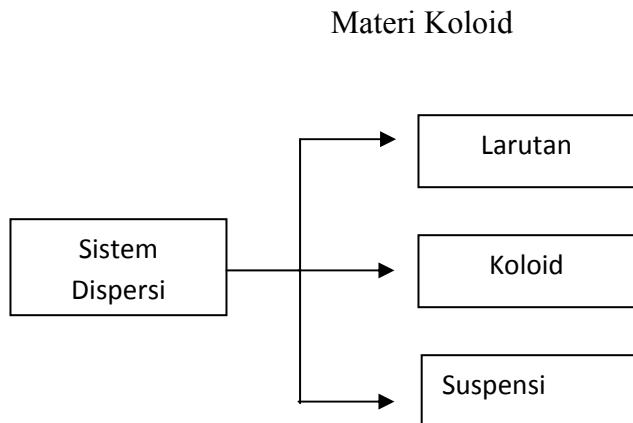 Materi Koloid
Larutan
Sistem
Dispersi
Koloid
Suspensi